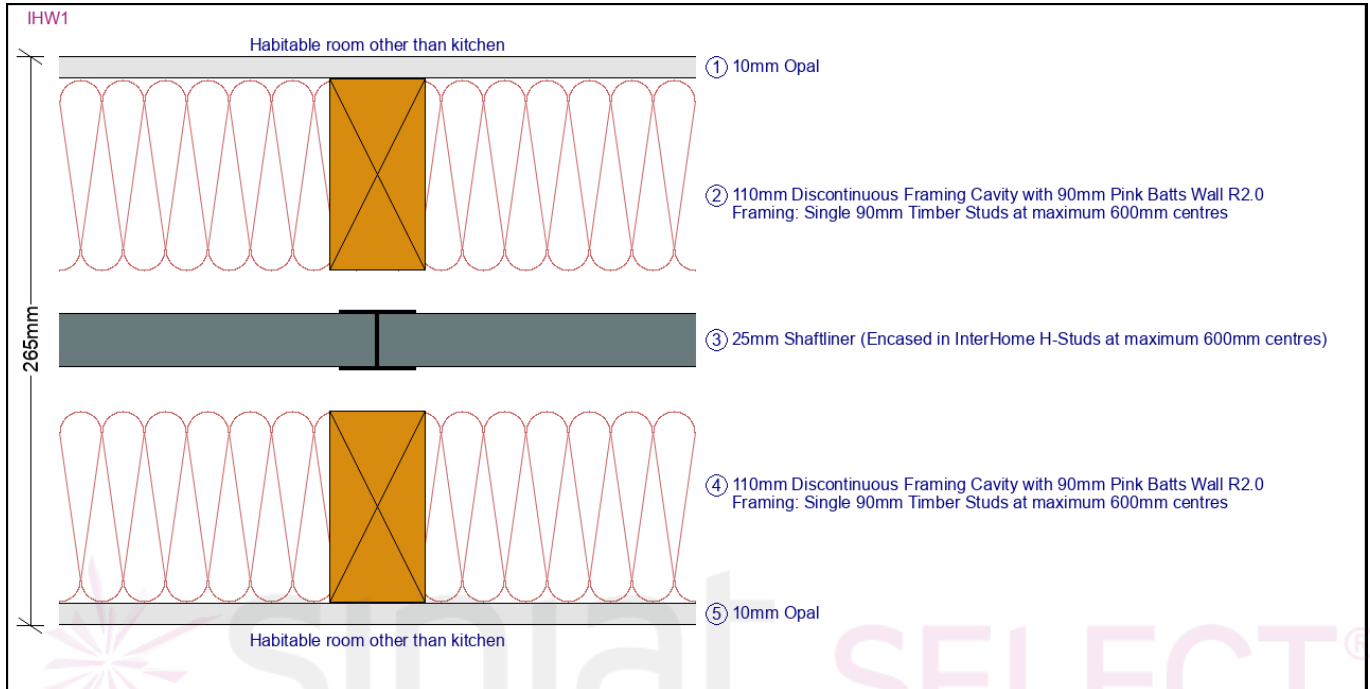 IHW1
Habitable room other than kitchen
1 10mm Opal
2 110mm Discontinuous Framing Cavity with 90mm Pink Batts Wall R2.0
Framing: Single 90mm Timber Studs at maximum 600mm centres
265mm
3 25mm Shaftliner (Encased in InterHome H-Studs at maximum 600mm centres)
4 110mm Discontinuous Framing Cavity with 90mm Pink Batts Wall R2.0
Framing: Single 90mm Timber Studs at maximum 600mm centres
5 10mm Opal
Habitable room other than kitchen
siniat SELECT®